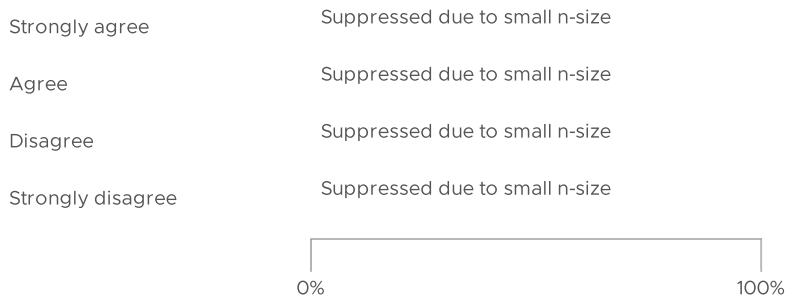 Strongly agree Suppressed due to small n-size
Agree Suppressed due to small n-size
Disagree Suppressed due to small n-size
Strongly disagree Suppressed due to small n-size
0% 100%